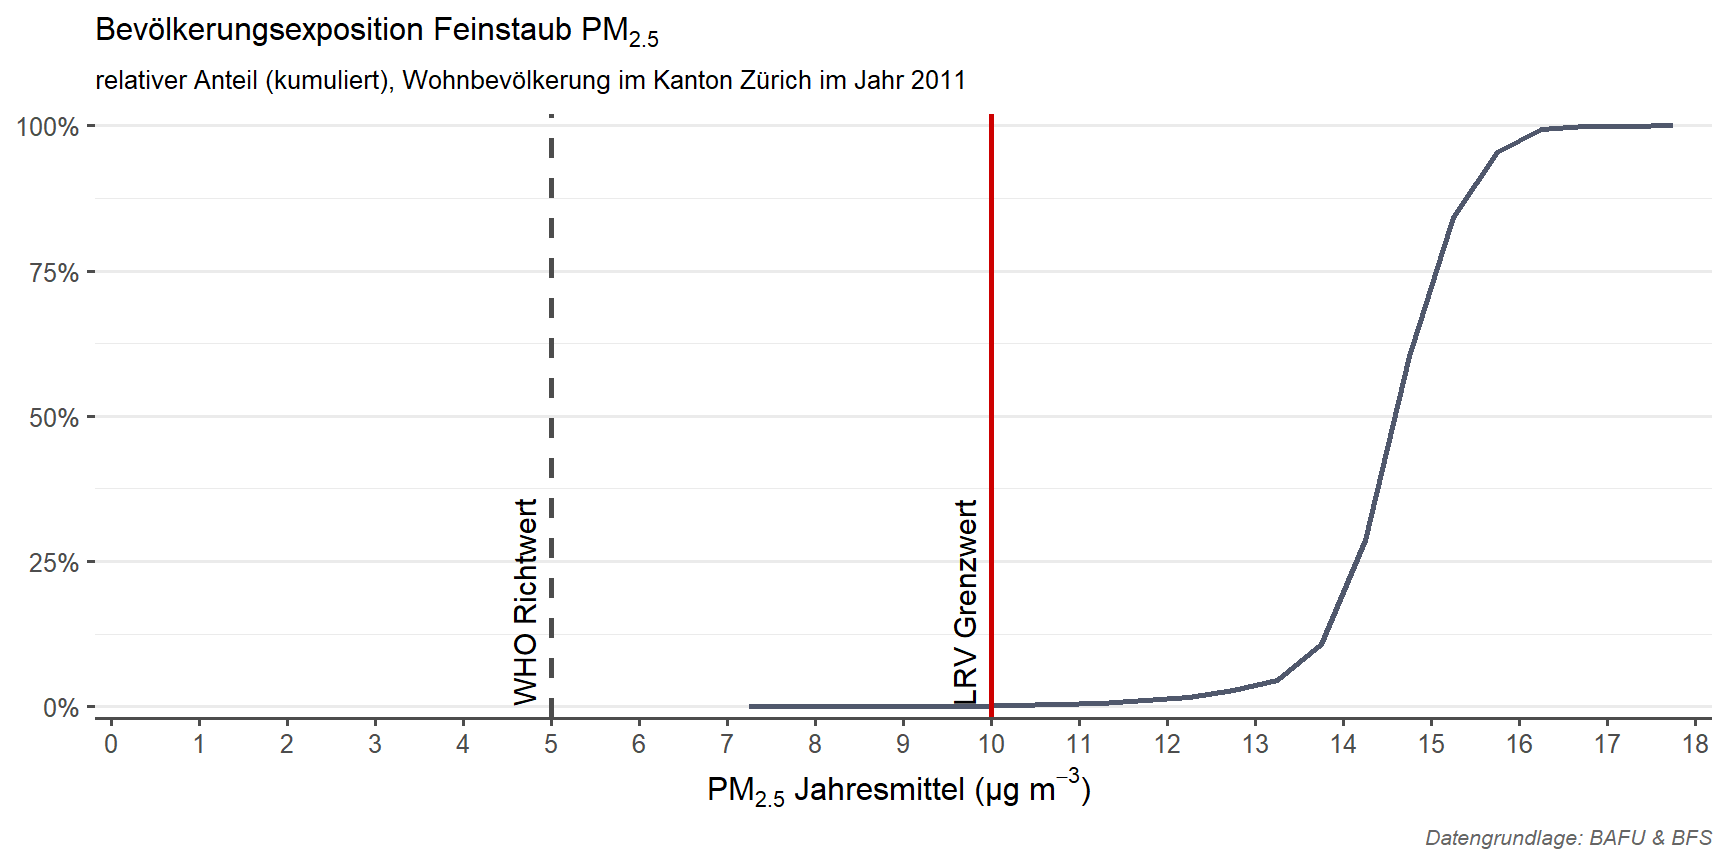 Bevölkerungsexposition Feinstaub PM₂.₅
relativer Anteil (kumuliert), Wohnbevölkerung im Kanton Zürich im Jahr 2011
100%
75%
50%
25%
0%
WHO Richtwert
LRV Grenzwert
0 1 2 3 4 5 6 7 8 9 10 11 12 13 14 15 16 17 18
PM₂.₅ Jahresmittel (µg m⁻³)
Datengrundlage: BAFU & BFS